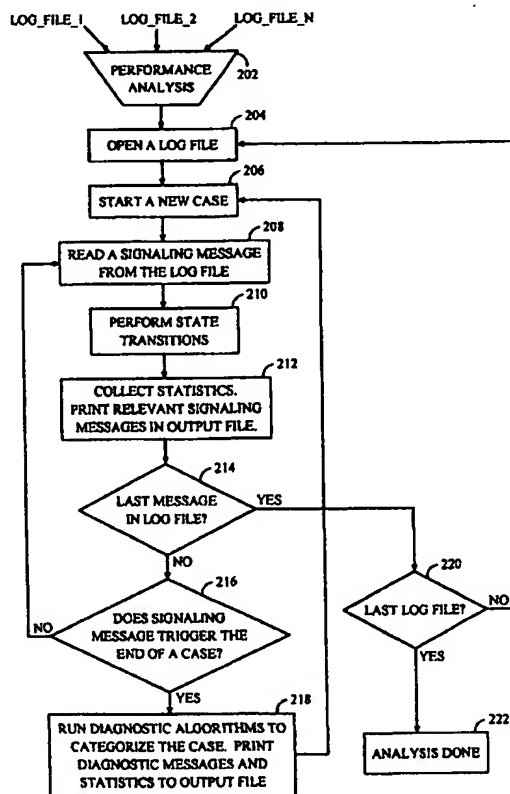 LOG_FILE_1
LOG_FILE_2
LOG_FILE_N
PERFORMANCE
ANALYSIS
202
204
OPEN A LOG FILE
206
START A NEW CASE
208
READ A SIGNALING MESSAGE
FROM THE LOG FILE
210
PERFORM STATE
TRANSITIONS
212
COLLECT STATISTICS.
PRINT RELEVANT SIGNALING
MESSAGES IN OUTPUT FILE.
214
LAST MESSAGE
IN LOG FILE?
YES
NO
216
DOES SIGNALING
MESSAGE TRIGGER THE
END OF A CASE?
NO
YES
220
LAST LOG FILE?
NO
YES
218
RUN DIAGNOSTIC ALGORITHMS TO
CATEGORIZE THE CASE. PRINT
DIAGNOSTIC MESSAGES AND
STATISTICS TO OUTPUT FILE
222
ANALYSIS DONE